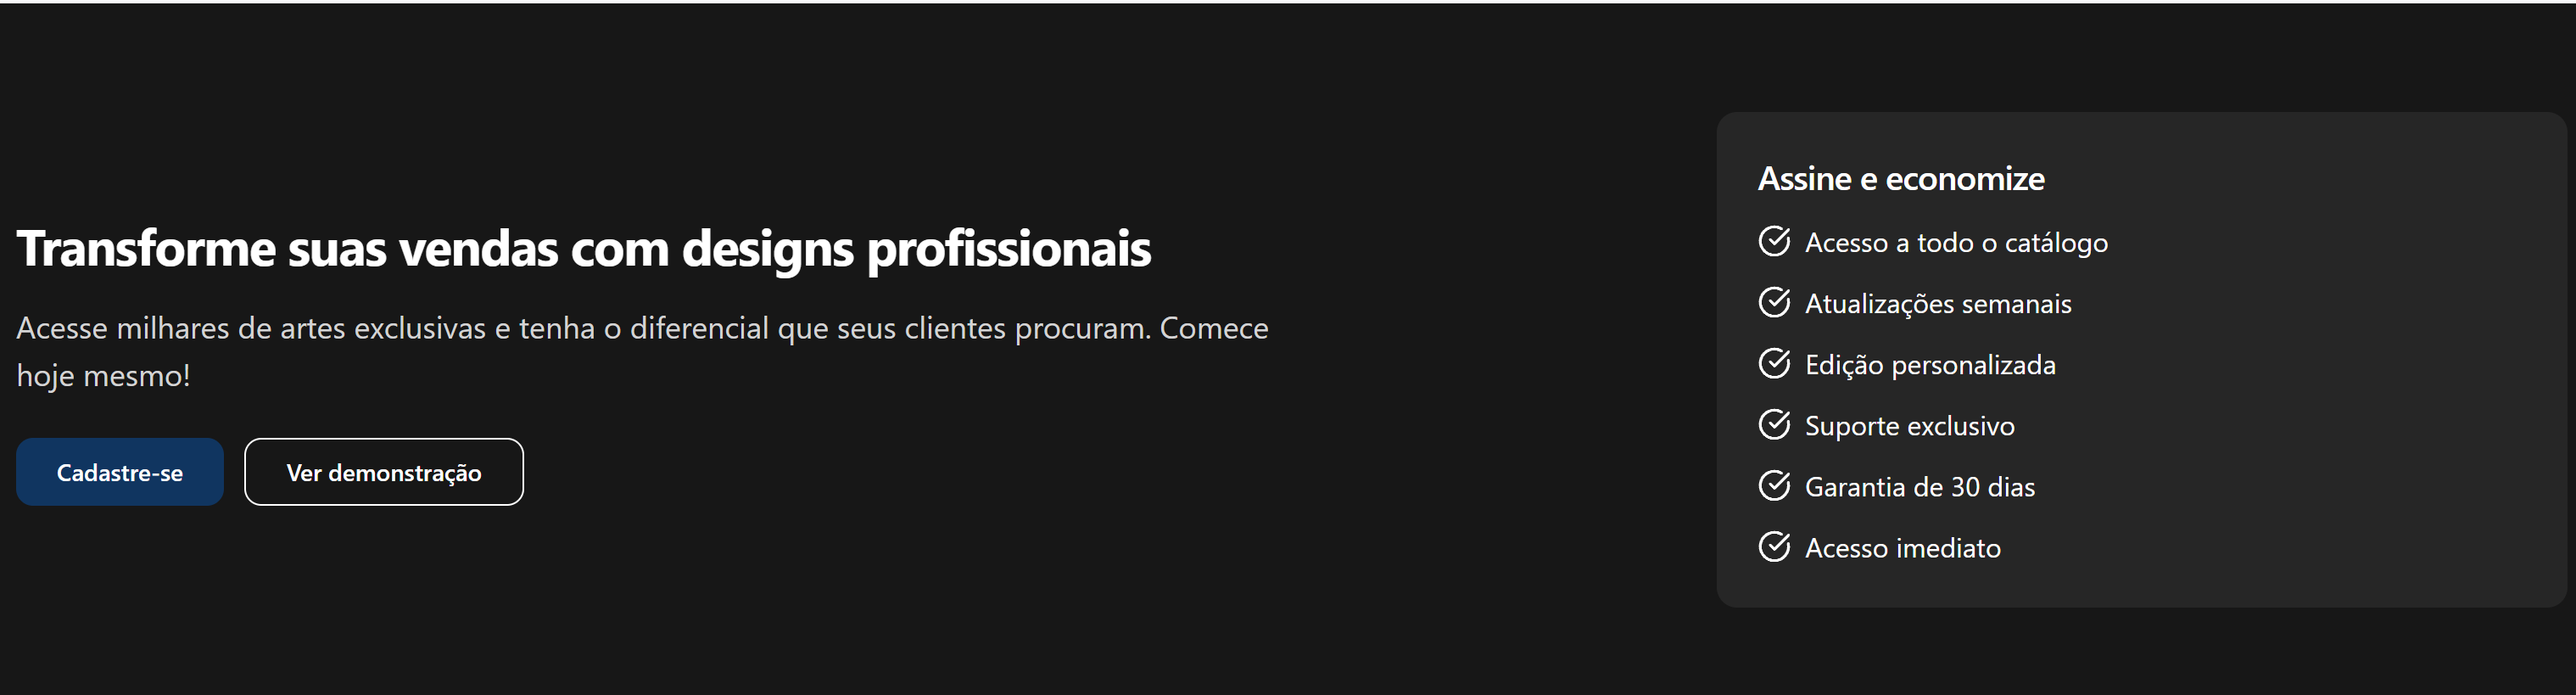 Transforme suas vendas com designs profissionais
Acesse milhares de artes exclusivas e tenha o diferencial que seus clientes procuram. Comece
hoje mesmo!
Cadastre-se
Ver demonstração
Assine e economize
Acesso a todo o catálogo
Atualizações semanais
Edição personalizada
Suporte exclusivo
Garantia de 30 dias
Acesso imediato